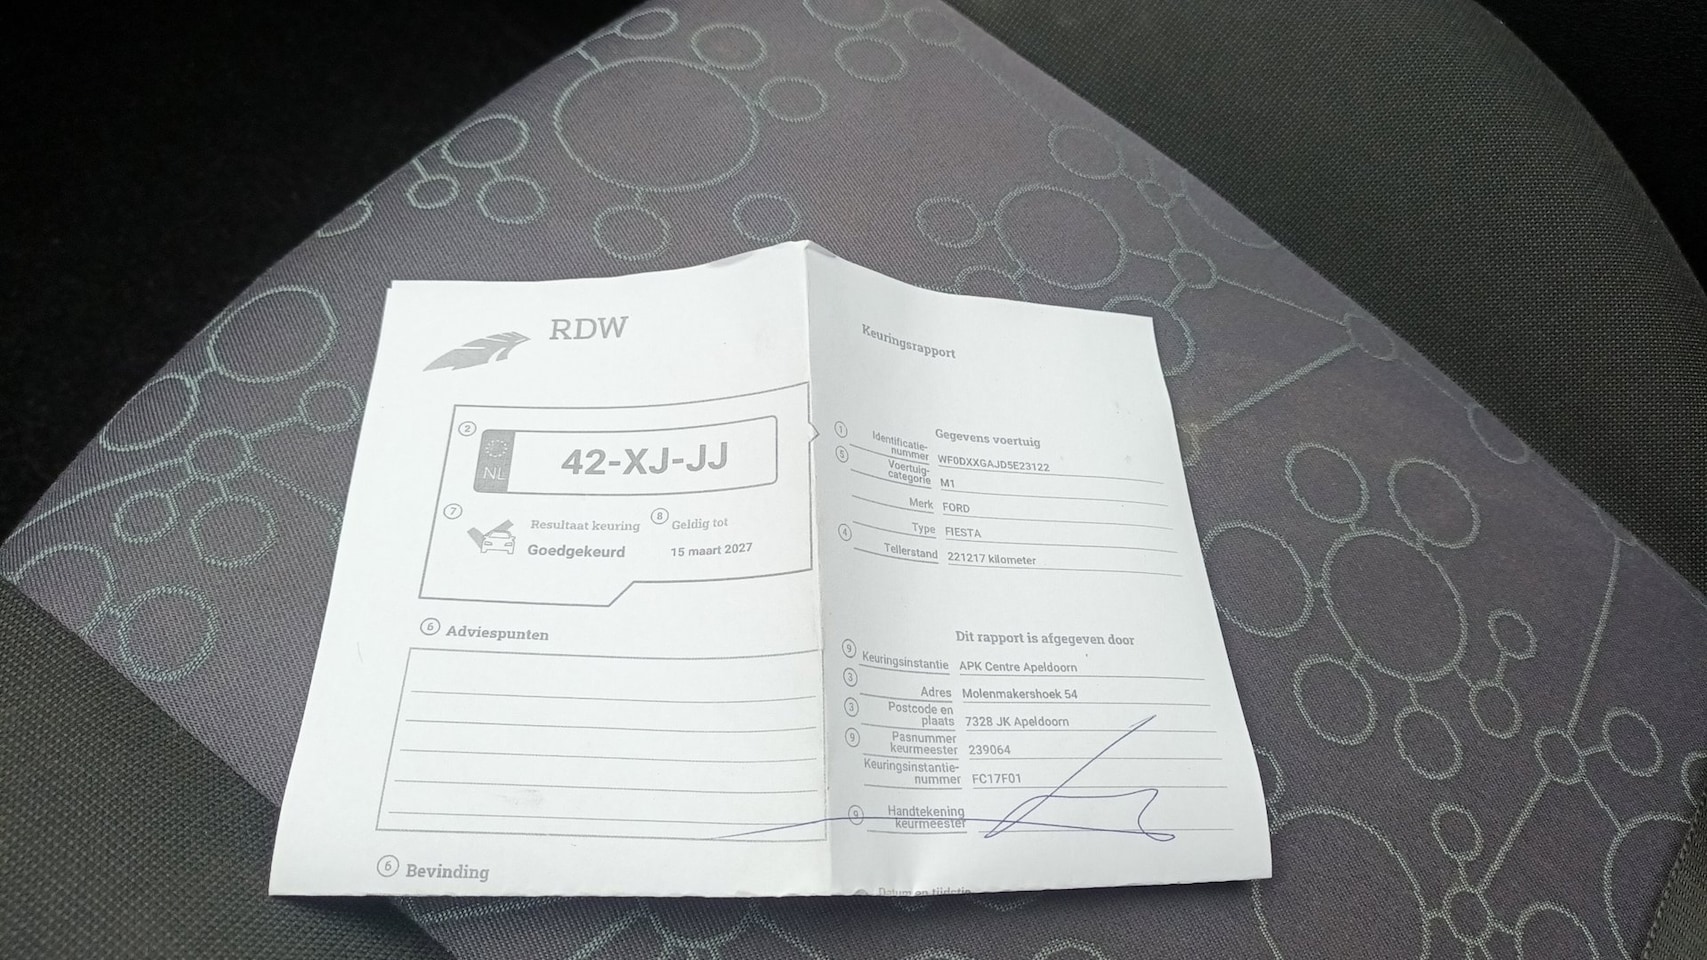 RDW
2
NL
42-XJ-JJ
7
Resultaat keuring
Goedgekeurd
8
Geldig tot
15 maart 2027
6 Adviespunten
6 Bevinding
Keuringsrapport
Gegevens voertuig
1 Identificatie-
nummer WF0DXXGAJD5E23122
5 Voertuig-
categorie M1
Merk FORD
Type FIESTA
4 Tellerstand 221217 kilometer
Dit rapport is afgegeven door
9 Keuringsinstantie APK Centre Apeldoorn
3 Adres Molenmakershoek 54
3 Postcode en
plaats 7328 JK Apeldoorn
9 Pasnummer
keurmeester 239064
Keuringsinstantie-
nummer FC17F01
9 Handtekening
keurmeester
Datum en tijdstip